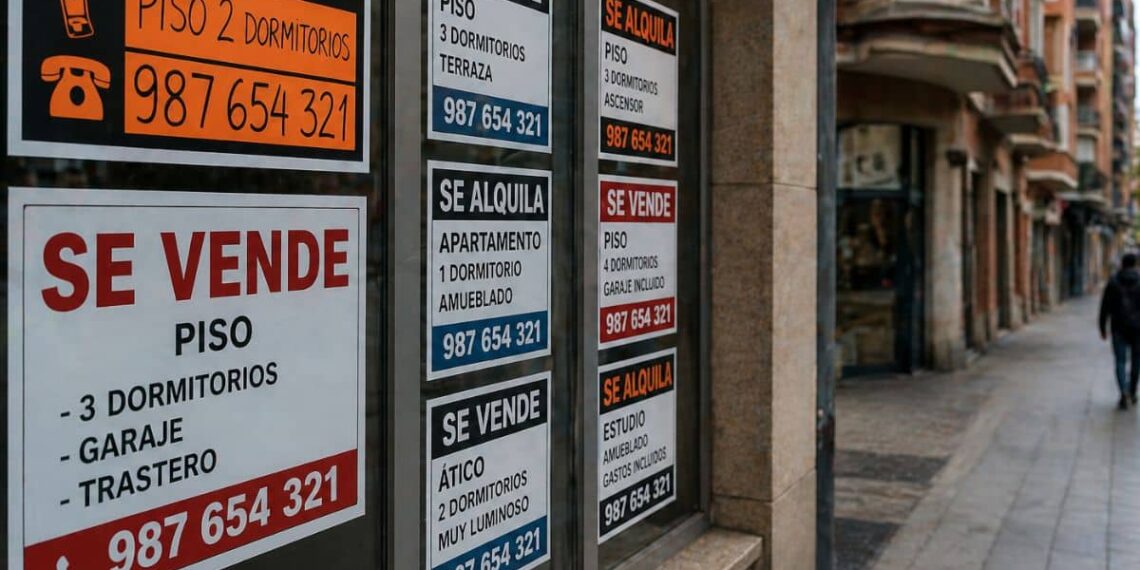 PISO 2 DORMITORIOS
987 654 321
SE VENDE
PISO
- 3 DORMITORIOS
- GARAJE
- TRASTERO
987 654 321
PISO
3 DORMITORIOS
TERRAZA
987 654 321
SE ALQUILA
APARTAMENTO
1 DORMITORIO
AMUEBLADO
987 654 321
SE VENDE
ÁTICO
2 DORMITORIOS
MUY LUMINOSO
987 654 321
SE ALQUILA
PISO
3 DORMITORIOS
ASCENSOR
987 654 321
SE VENDE
PISO
4 DORMITORIOS
GARAJE INCLUIDO
987 654 321
SE ALQUILA
ESTUDIO
AMUEBLADO
GASTOS INCLUIDOS
987 654 321